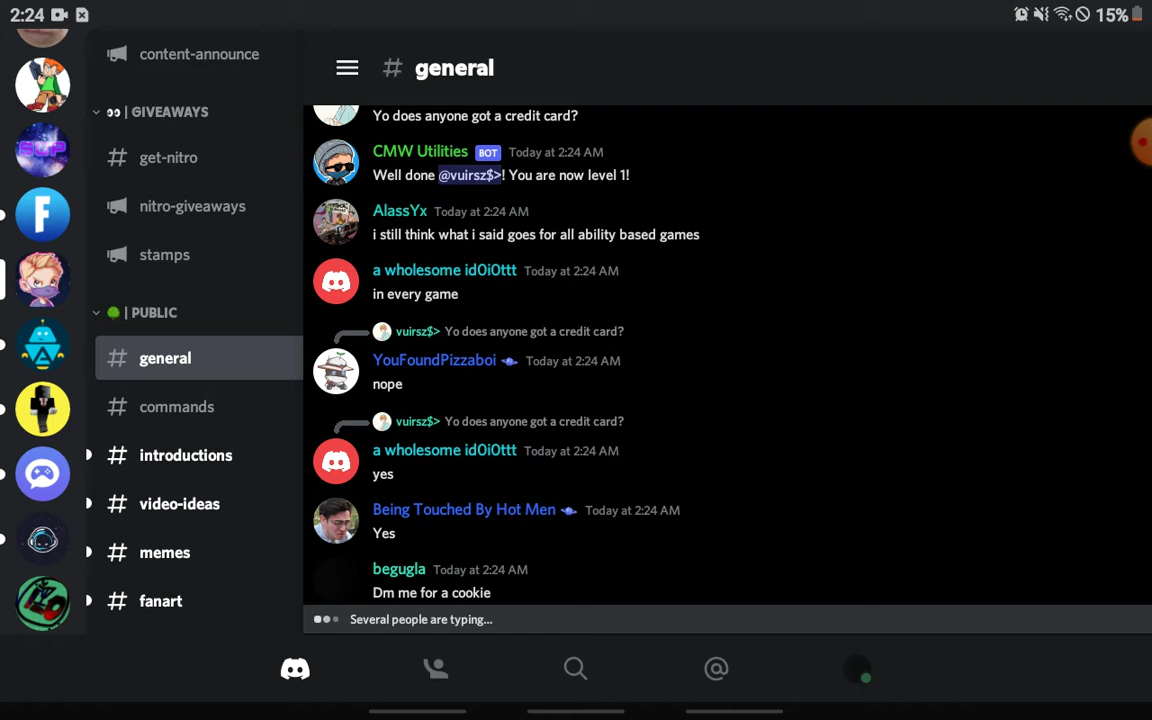 2:24
15%
content-announce
GIVEAWAYS
get-nitro
nitro-giveaways
stamps
PUBLIC
general
commands
introductions
video-ideas
memes
fanart
SUP
F
# general
Yo does anyone got a credit card?
CMW Utilities BOT Today at 2:24 AM
Well done @vuirsz$>! You are now level 1!
AlassYx Today at 2:24 AM
i still think what i said goes for all ability based games
a wholesome id0i0ttt Today at 2:24 AM
in every game
vuirsz$> Yo does anyone got a credit card?
YouFoundPizzaboi Today at 2:24 AM
nope
vuirsz$> Yo does anyone got a credit card?
a wholesome id0i0ttt Today at 2:24 AM
yes
Being Touched By Hot Men Today at 2:24 AM
Yes
begugla Today at 2:24 AM
Dm me for a cookie
Several people are typing...